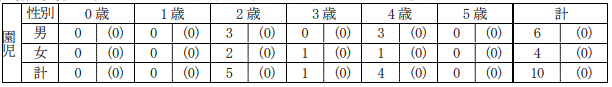 性別 0歳 1歳 2歳 3歳 4歳 5歳 計
園児 男 0 (0) 0 (0) 3 (0) 0 (0) 3 (0) 0 (0) 6 (0)
女 0 (0) 0 (0) 2 (0) 1 (0) 1 (0) 0 (0) 4 (0)
計 0 (0) 0 (0) 5 (0) 1 (0) 4 (0) 0 (0) 10 (0)